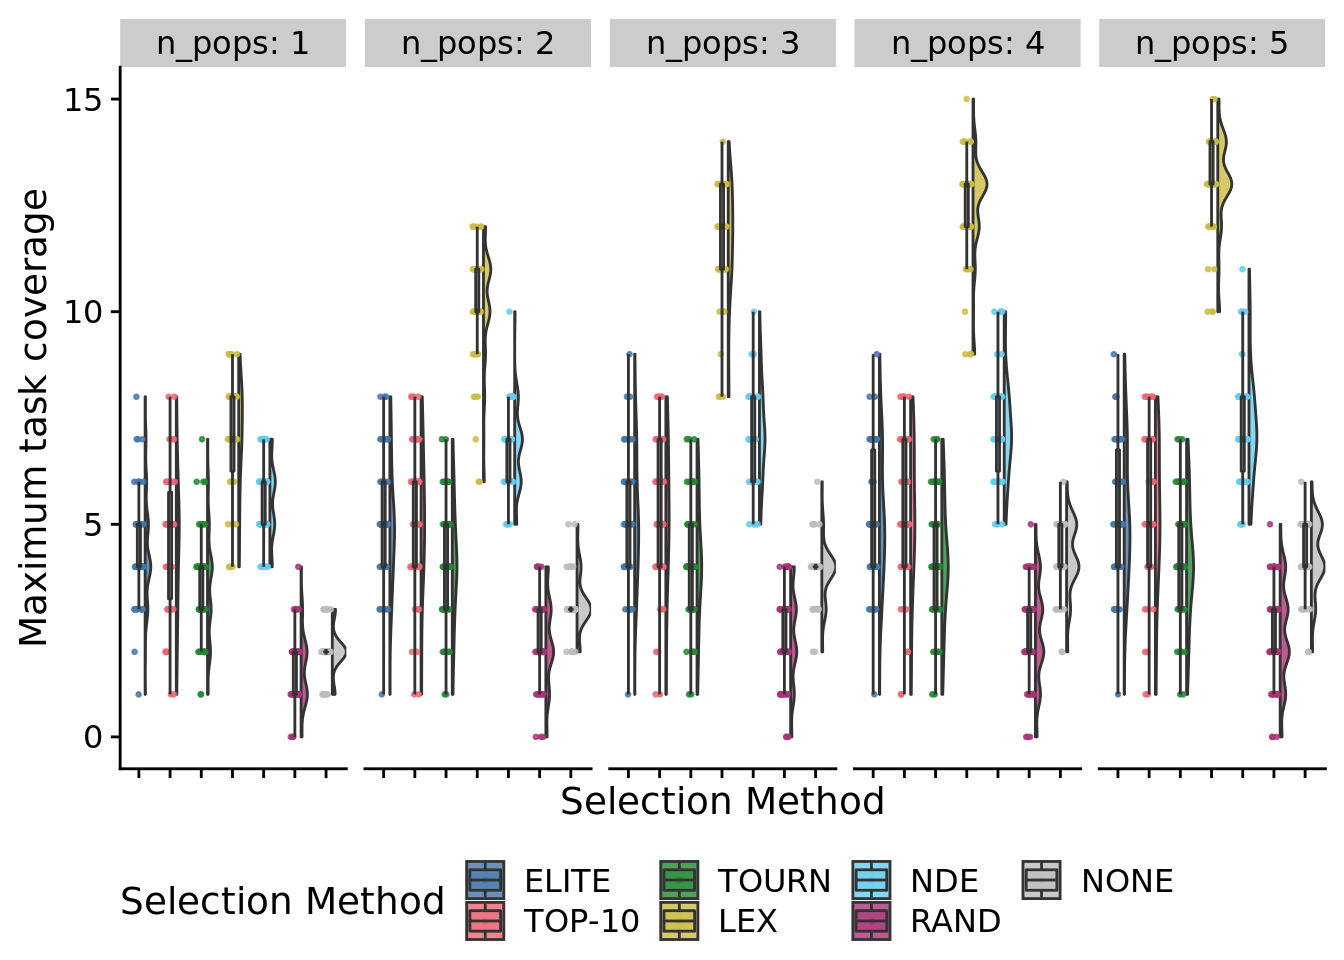 n_pops: 1
n_pops: 2
n_pops: 3
n_pops: 4
n_pops: 5
Maximum task coverage
15
10
5
0
Selection Method
Selection Method
ELITE
TOURN
NDE
NONE
TOP-10
LEX
RAND